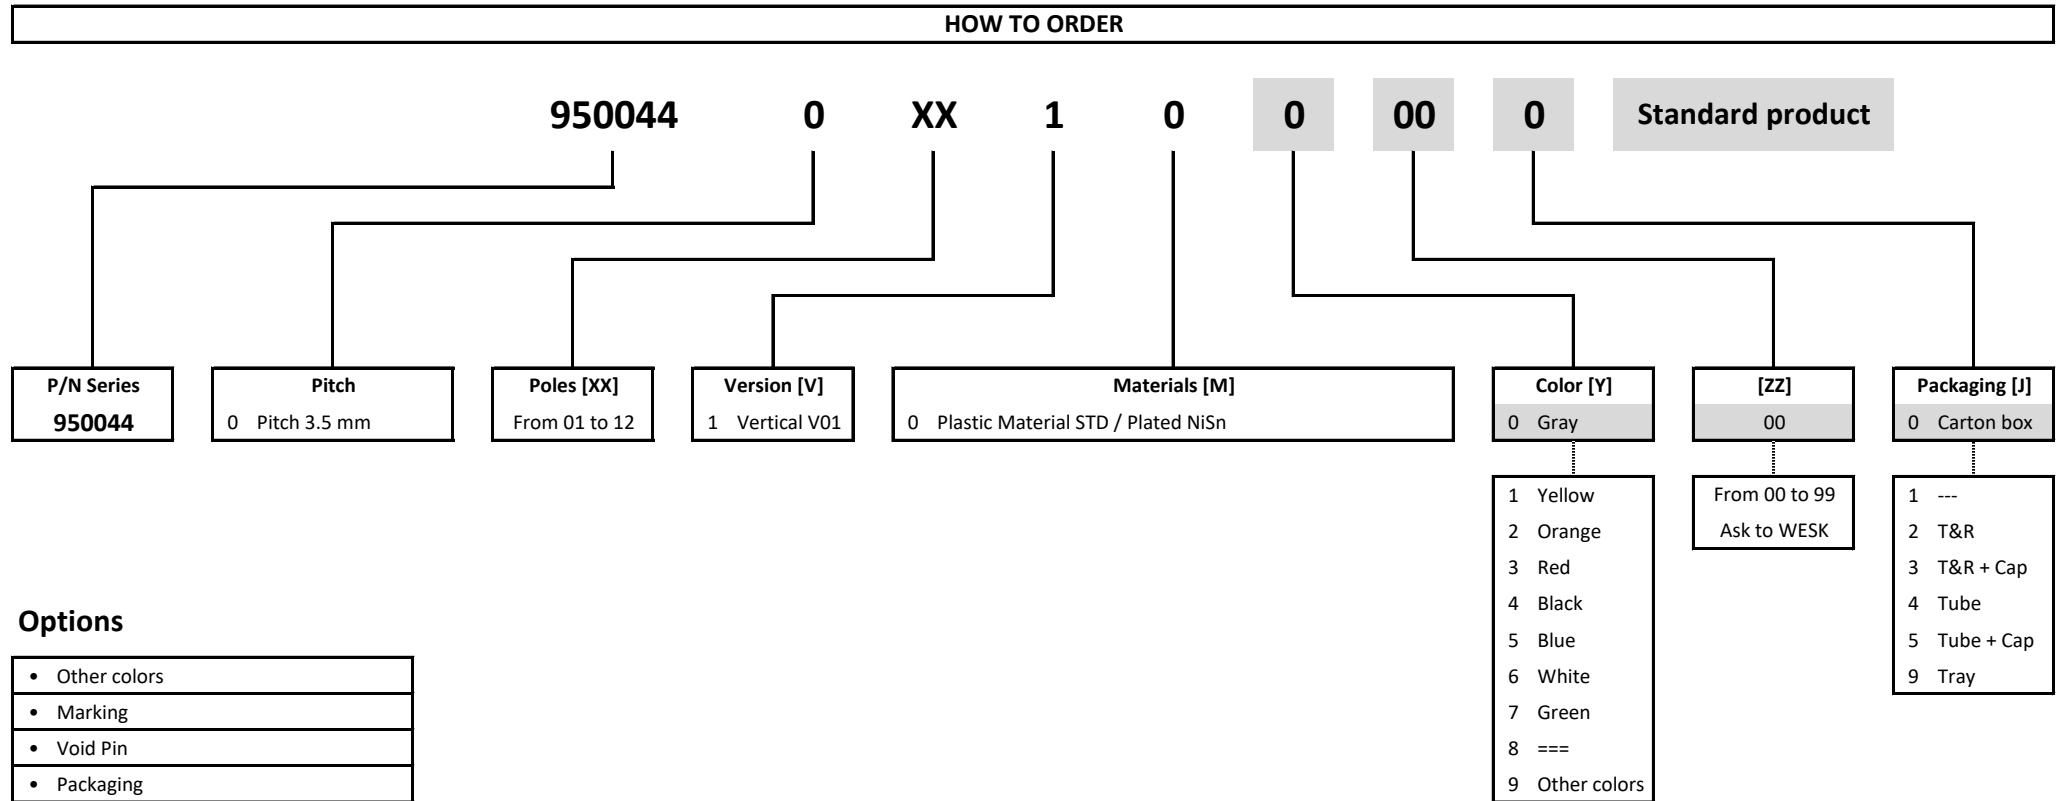 HOW TO ORDER
950044 0 XX 1 0 0 00 0 Standard product
P/N Series Pitch Poles [XX] Version [V] Materials [M] Color [Y] [ZZ] Packaging [J]
950044 0 Pitch 3.5 mm From 01 to 12 1 Vertical V01 0 Plastic Material STD / Plated NiSn 0 Gray 00 0 Carton box
1 Yellow From 00 to 99 1 ---
2 Orange Ask to WESK 2 T&R
3 Red 3 T&R + Cap
4 Black 4 Tube
Options
5 Blue 5 Tube + Cap
• Other colors 6 White 9 Tray
• Marking 7 Green
• Void Pin 8 ===
• Packaging 9 Other colors